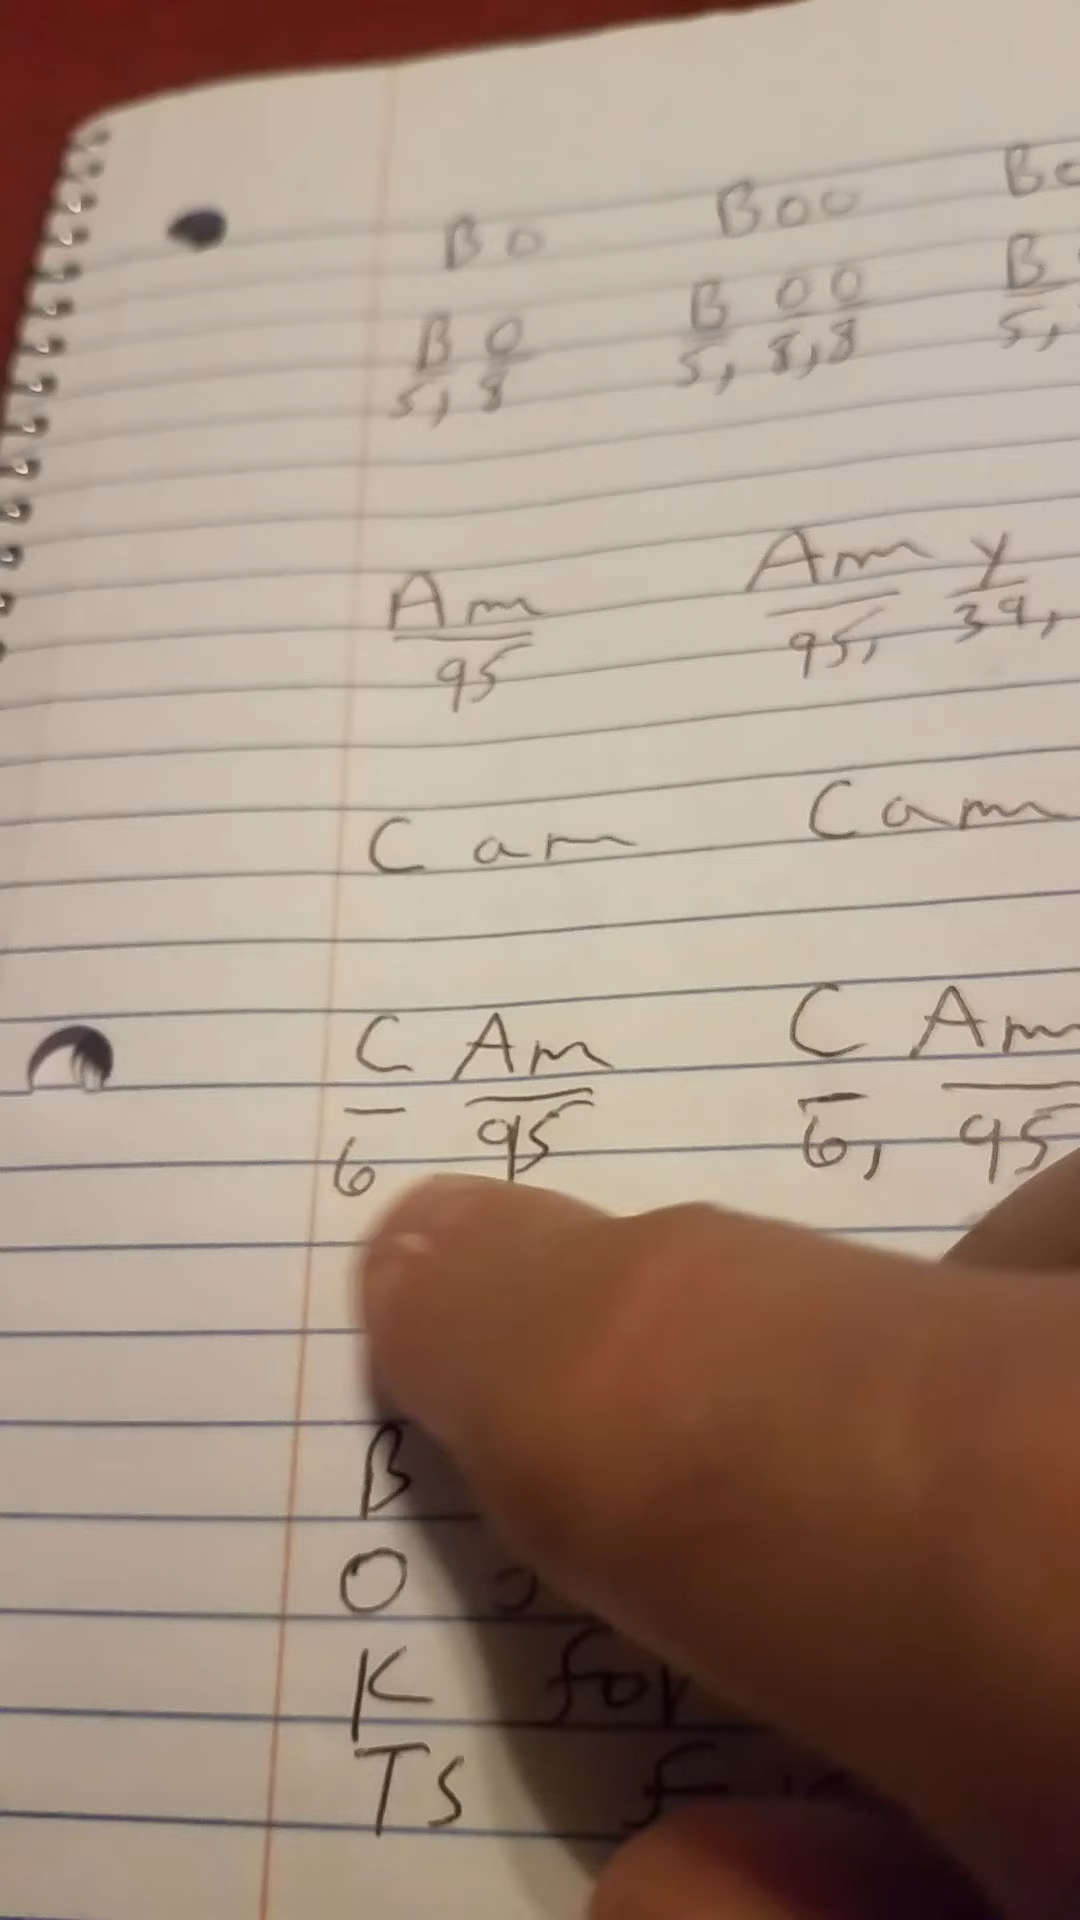 Bo Boo
B O B O O B
5, 8 5, 8, 8 5,
Am Am y
95 95, 39,
Cam Cam
C Am C Am
6 95 6, 95
B
O
K for
Ts